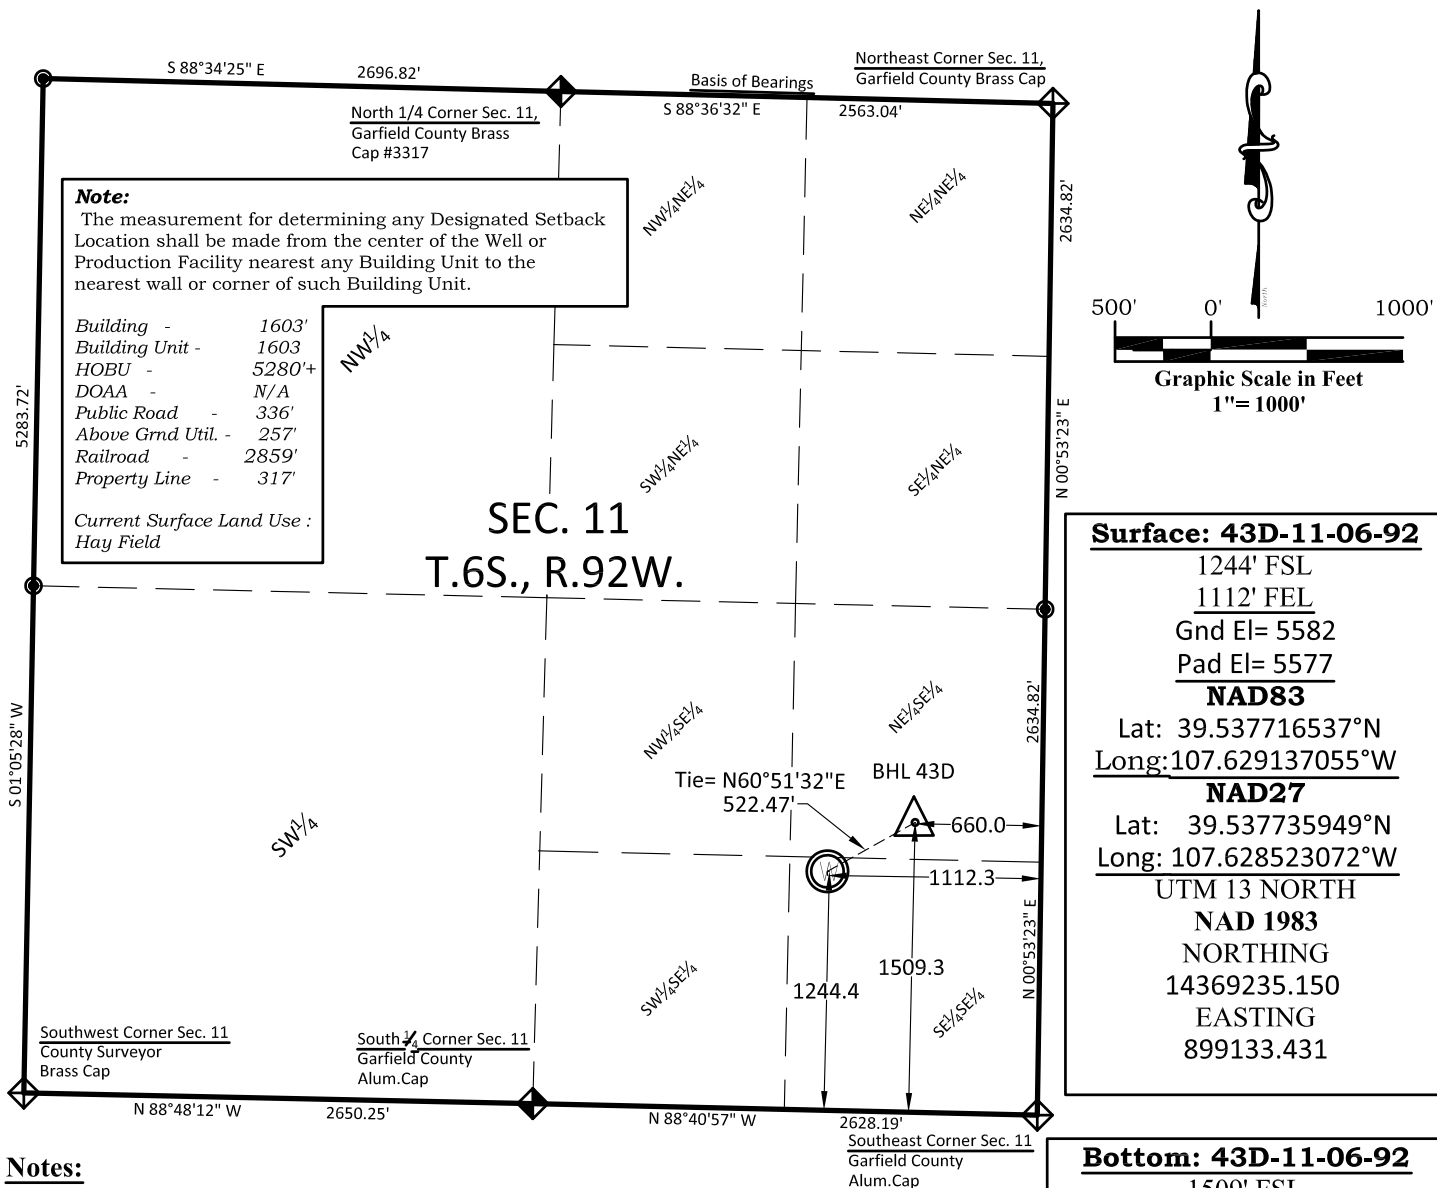 S 88°34'25" E
2696.82'
Northeast Corner Sec. 11,
Garfield County Brass Cap
Basis of Bearings
S 88°36'32" E
2563.04'
North 1/4 Corner Sec. 11,
Garfield County Brass
Cap #3317
Note:
The measurement for determining any Designated Setback
Location shall be made from the center of the Well or
Production Facility nearest any Building Unit to the
nearest wall or corner of such Building Unit.
Building - 1603'
Building Unit - 1603
HOBU - 5280'+
DOAA - N/A
Public Road - 336'
Above Grnd Util. - 257'
Railroad - 2859'
Property Line - 317'
Current Surface Land Use :
Hay Field
NW¼NE¼
NE¼NE¼
2634.82'
North
500' 0' 1000'
Graphic Scale in Feet
1"= 1000'
NW¼
5283.72'
N 00°53'23" E
SW¼NE¼
SE¼NE¼
SEC. 11
T.6S., R.92W.
Surface: 43D-11-06-92
1244' FSL
1112' FEL
Gnd El= 5582
Pad El= 5577
NAD83
Lat: 39.537716537°N
Long: 107.629137055°W
NAD27
Lat: 39.537735949°N
Long: 107.628523072°W
UTM 13 NORTH
NAD 1983
NORTHING
14369235.150
EASTING
899133.431
S 01°05'28" W
NW¼SE¼
NE¼SE¼
2634.82'
Tie= N60°51'32"E
522.47'
BHL 43D
660.0
SW¼
W
1112.3
N 00°53'23" E
1509.3
1244.4
SW¼SE¼
SE¼SE¼
Southwest Corner Sec. 11
County Surveyor
Brass Cap
South ¼ Corner Sec. 11
Garfield County
Alum.Cap
N 88°48'12" W
2650.25'
N 88°40'57" W
2628.19'
Southeast Corner Sec. 11
Garfield County
Alum.Cap
Notes:
Bottom: 43D-11-06-92
1509' FSL